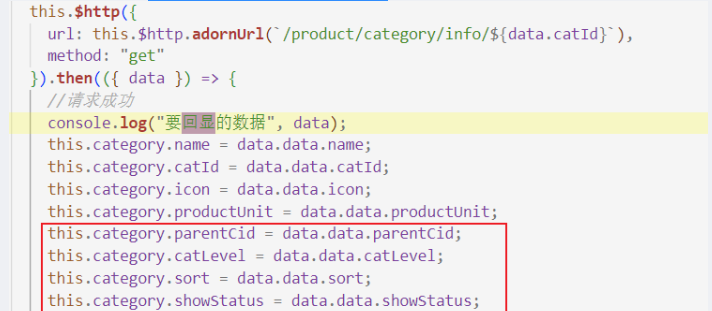 this.$http({
url: this.$http.adornUrl(`/product/category/info/${data.catId}`),
method: "get"
}).then(({ data }) => {
//请求成功
console.log("要回显的数据", data);
this.category.name = data.data.name;
this.category.catId = data.data.catId;
this.category.icon = data.data.icon;
this.category.productUnit = data.data.productUnit;
this.category.parentCid = data.data.parentCid;
this.category.catLevel = data.data.catLevel;
this.category.sort = data.data.sort;
this.category.showStatus = data.data.showStatus;